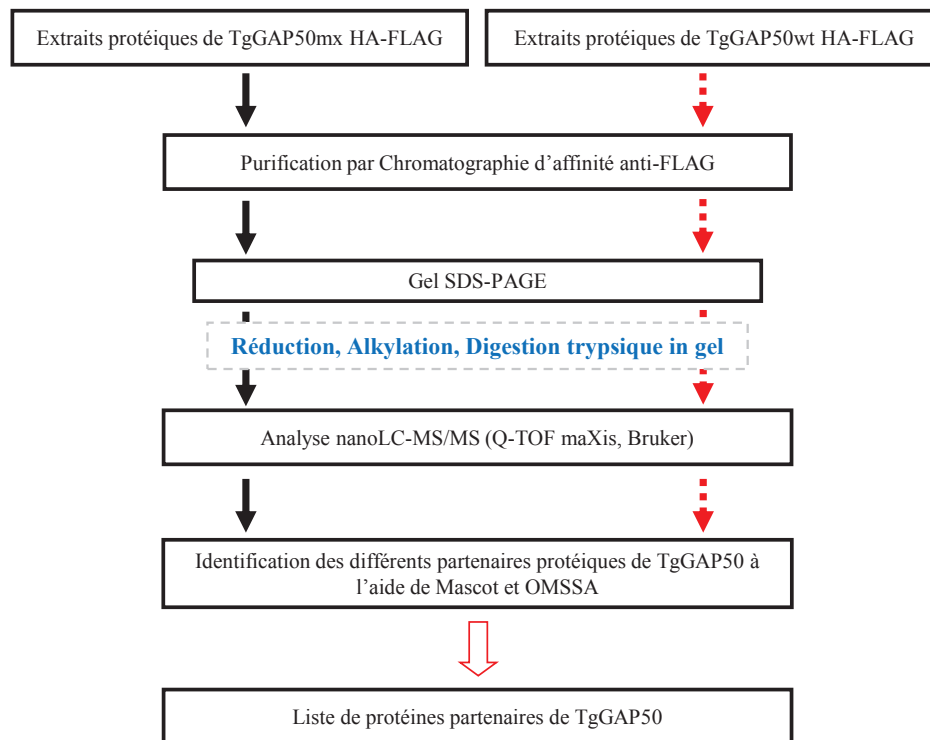 Extraits protéiques de TgGAP50mx HA-FLAG
Extraits protéiques de TgGAP50wt HA-FLAG
Purification par Chromatographie d’affinité anti-FLAG
Gel SDS-PAGE
Réduction, Alkylation, Digestion trypsique in gel
Analyse nanoLC-MS/MS (Q-TOF maXis, Bruker)
Identification des différents partenaires protéiques de TgGAP50 à
l’aide de Mascot et OMSSA
Liste de protéines partenaires de TgGAP50